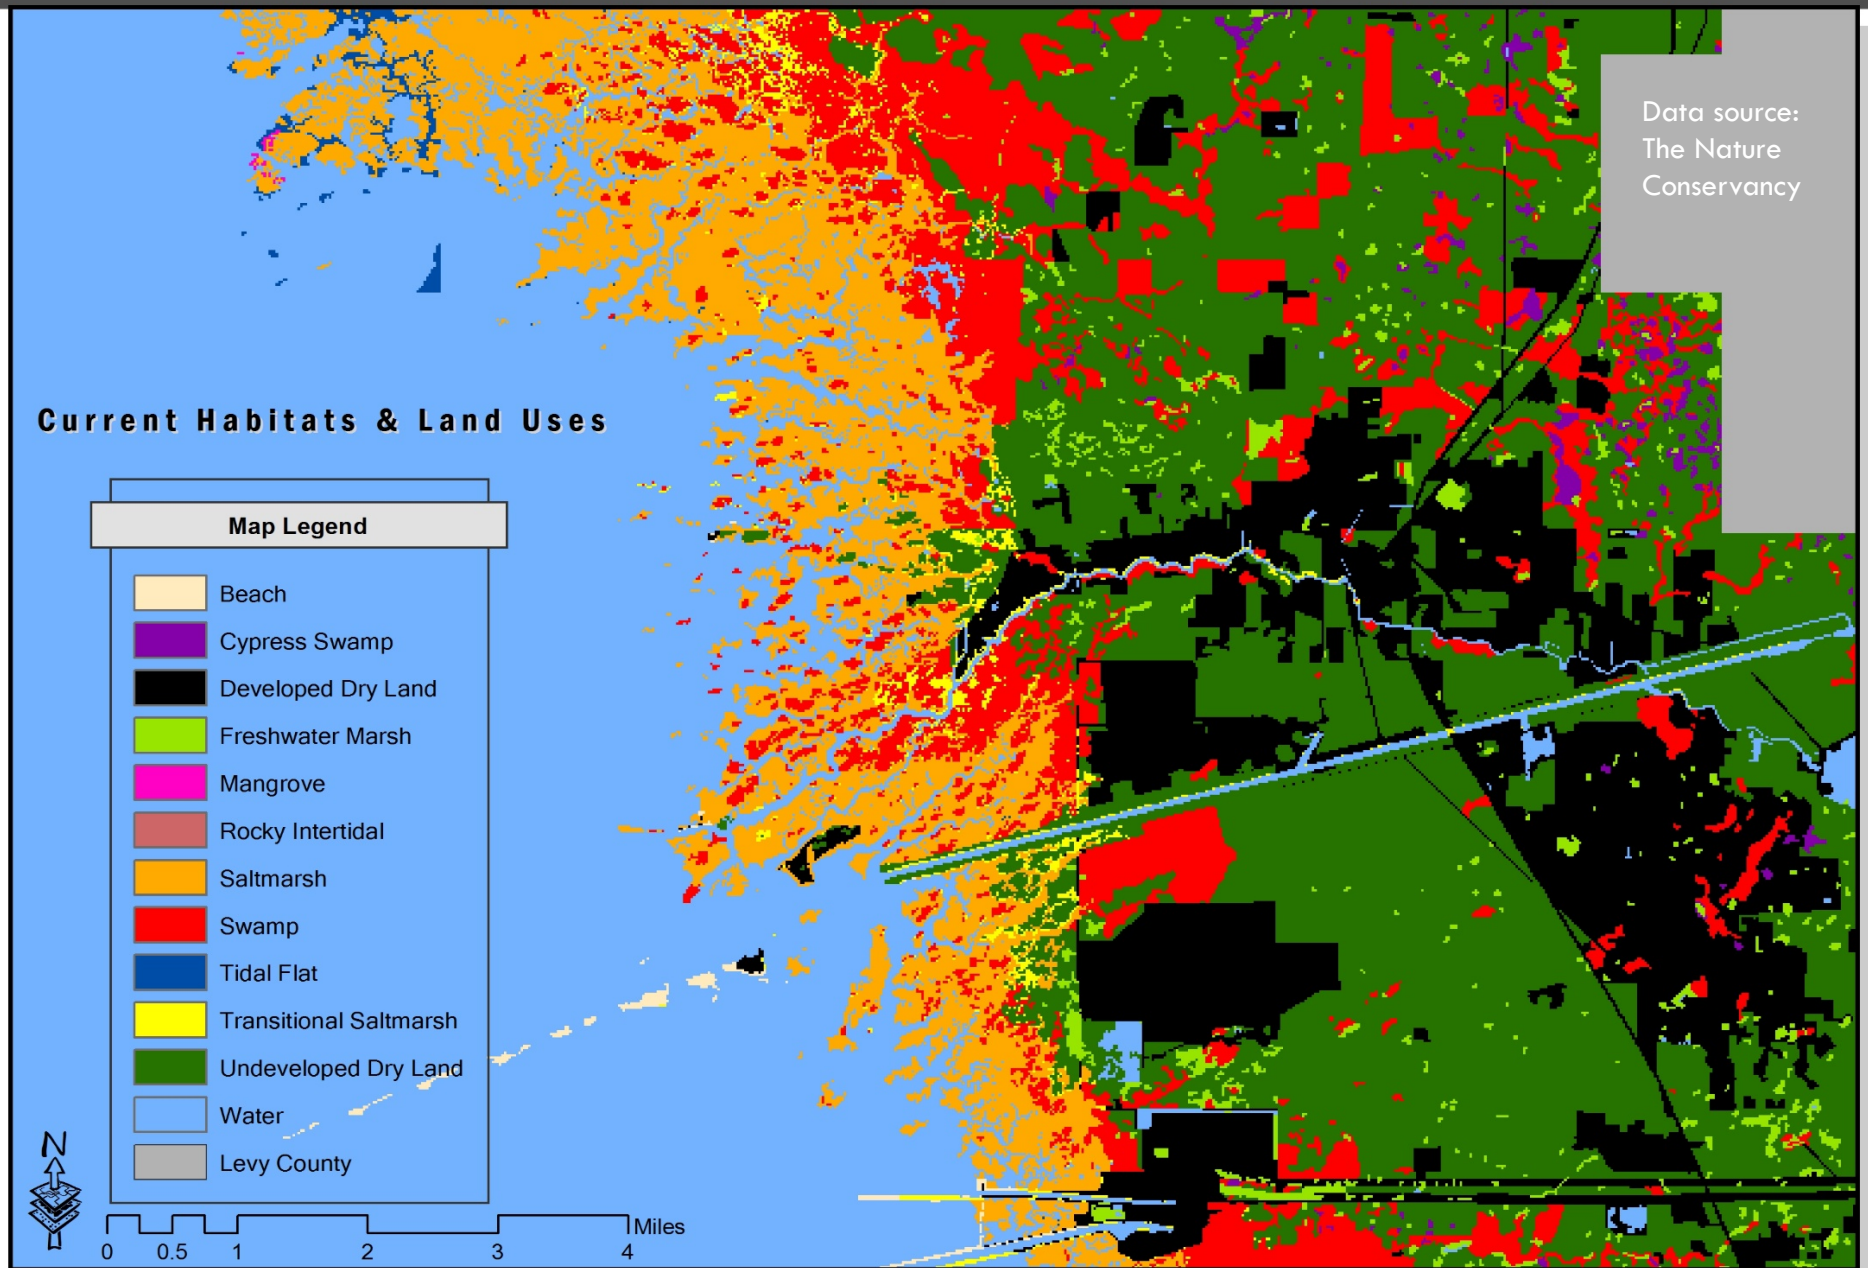 Data source:
The Nature
Conservancy
Current Habitats & Land Uses
Map Legend
Beach
Cypress Swamp
Developed Dry Land
Freshwater Marsh
Mangrove
Rocky Intertidal
Saltmarsh
Swamp
Tidal Flat
Transitional Saltmarsh
Undeveloped Dry Land
Water
Levy County
N
Miles
0 0.5 1 2 3 4